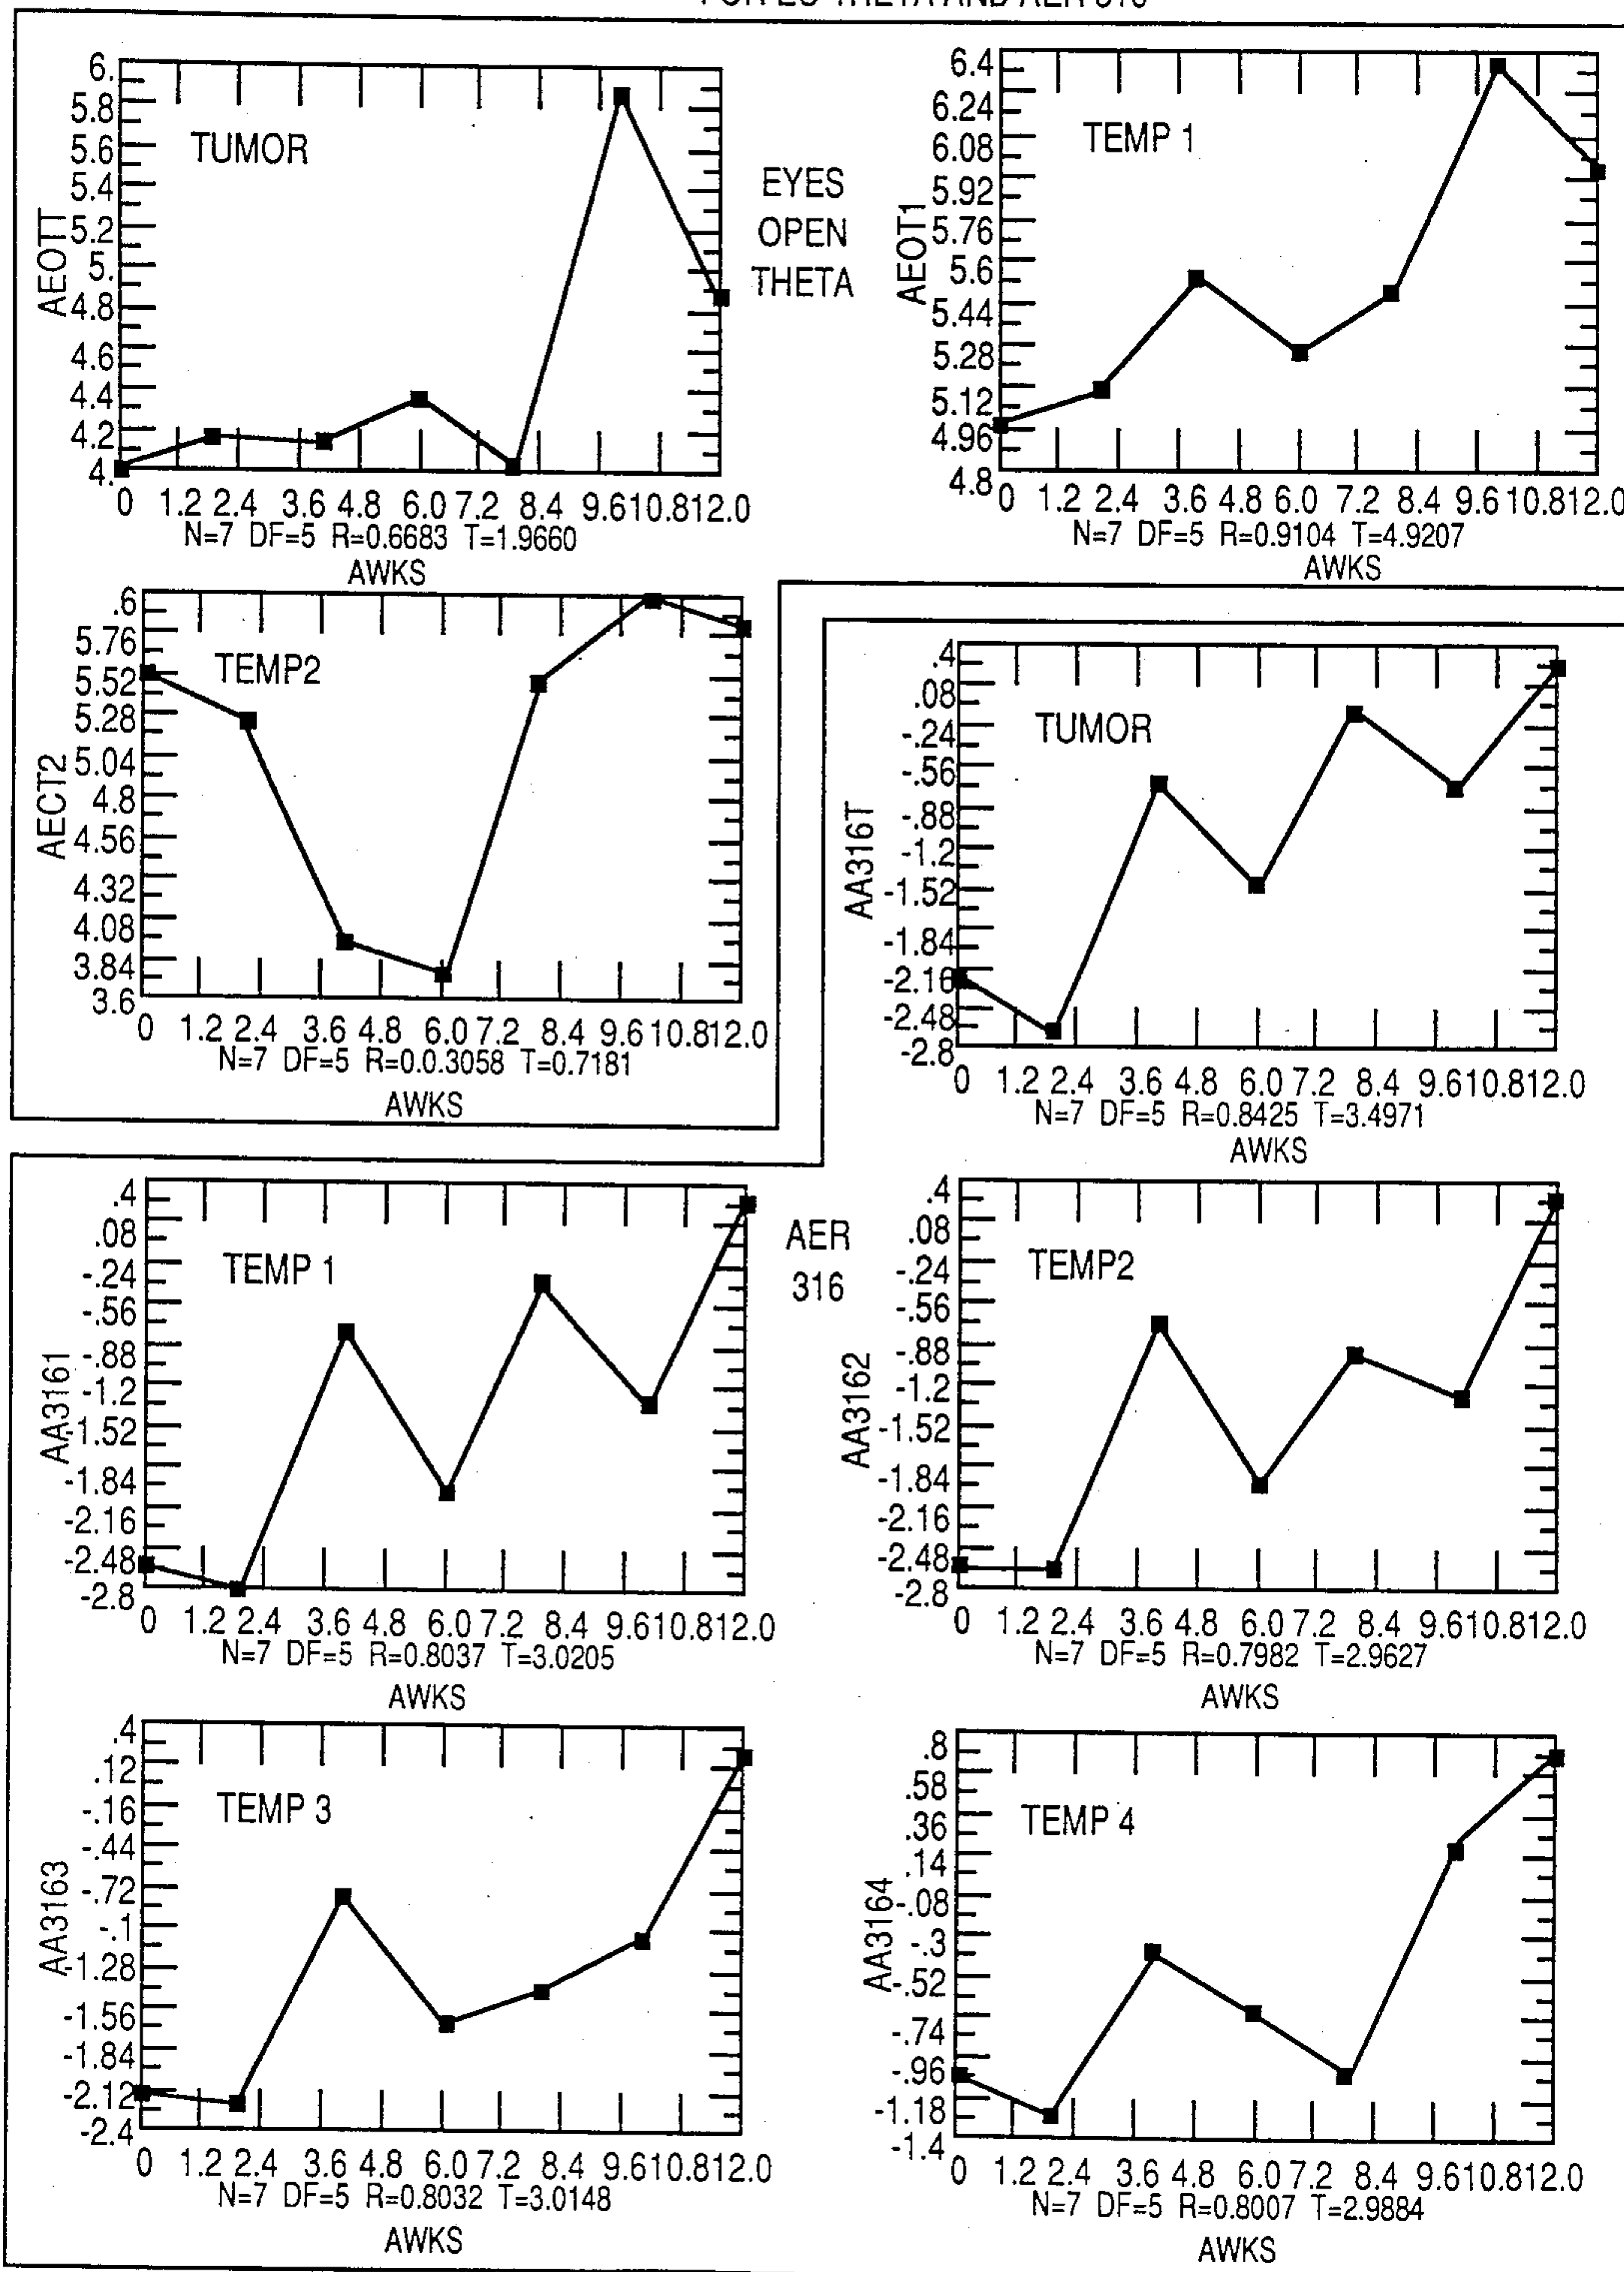 FOR EO THETA AND AER 316
6.
5.8
5.6
5.4
5.2
5.
4.8
4.6
4.4
4.2
4.
AEOTT
TUMOR
0 1.2 2.4 3.6 4.8 6.0 7.2 8.4 9.6 10.8 12.0
N=7 DF=5 R=0.6683 T=1.9660
AWKS
EYES
OPEN
THETA
6.4
6.24
6.08
5.92
5.76
5.6
5.44
5.28
5.12
4.96
4.8
AEOT1
TEMP 1
0 1.2 2.4 3.6 4.8 6.0 7.2 8.4 9.6 10.8 12.0
N=7 DF=5 R=0.9104 T=4.9207
AWKS
.6
5.76
5.52
5.28
5.04
4.8
4.56
4.32
4.08
3.84
3.6
AECT2
TEMP2
0 1.2 2.4 3.6 4.8 6.0 7.2 8.4 9.6 10.8 12.0
N=7 DF=5 R=0.0.3058 T=0.7181
AWKS
.4
.08
-.24
-.56
-.88
-1.2
-1.52
-1.84
-2.16
-2.48
-2.8
AA316T
TUMOR
0 1.2 2.4 3.6 4.8 6.0 7.2 8.4 9.6 10.8 12.0
N=7 DF=5 R=0.8425 T=3.4971
AWKS
.4
.08
-.24
-.56
-.88
-1.2
-1.52
-1.84
-2.16
-2.48
-2.8
AA3161
TEMP 1
0 1.2 2.4 3.6 4.8 6.0 7.2 8.4 9.6 10.8 12.0
N=7 DF=5 R=0.8037 T=3.0205
AWKS
AER
316
.4
.08
-.24
-.56
-.88
-1.2
-1.52
-1.84
-2.16
-2.48
-2.8
AA3162
TEMP2
0 1.2 2.4 3.6 4.8 6.0 7.2 8.4 9.6 10.8 12.0
N=7 DF=5 R=0.7982 T=2.9627
AWKS
.4
.12
-.16
-.44
-.72
-.1
-1.28
-1.56
-1.84
-2.12
-2.4
AA3163
TEMP 3
0 1.2 2.4 3.6 4.8 6.0 7.2 8.4 9.6 10.8 12.0
N=7 DF=5 R=0.8032 T=3.0148
AWKS
.8
.58
.36
.14
-.08
-.3
-.52
-.74
-.96
-1.18
-1.4
AA3164
TEMP 4
0 1.2 2.4 3.6 4.8 6.0 7.2 8.4 9.6 10.8 12.0
N=7 DF=5 R=0.8007 T=2.9884
AWKS